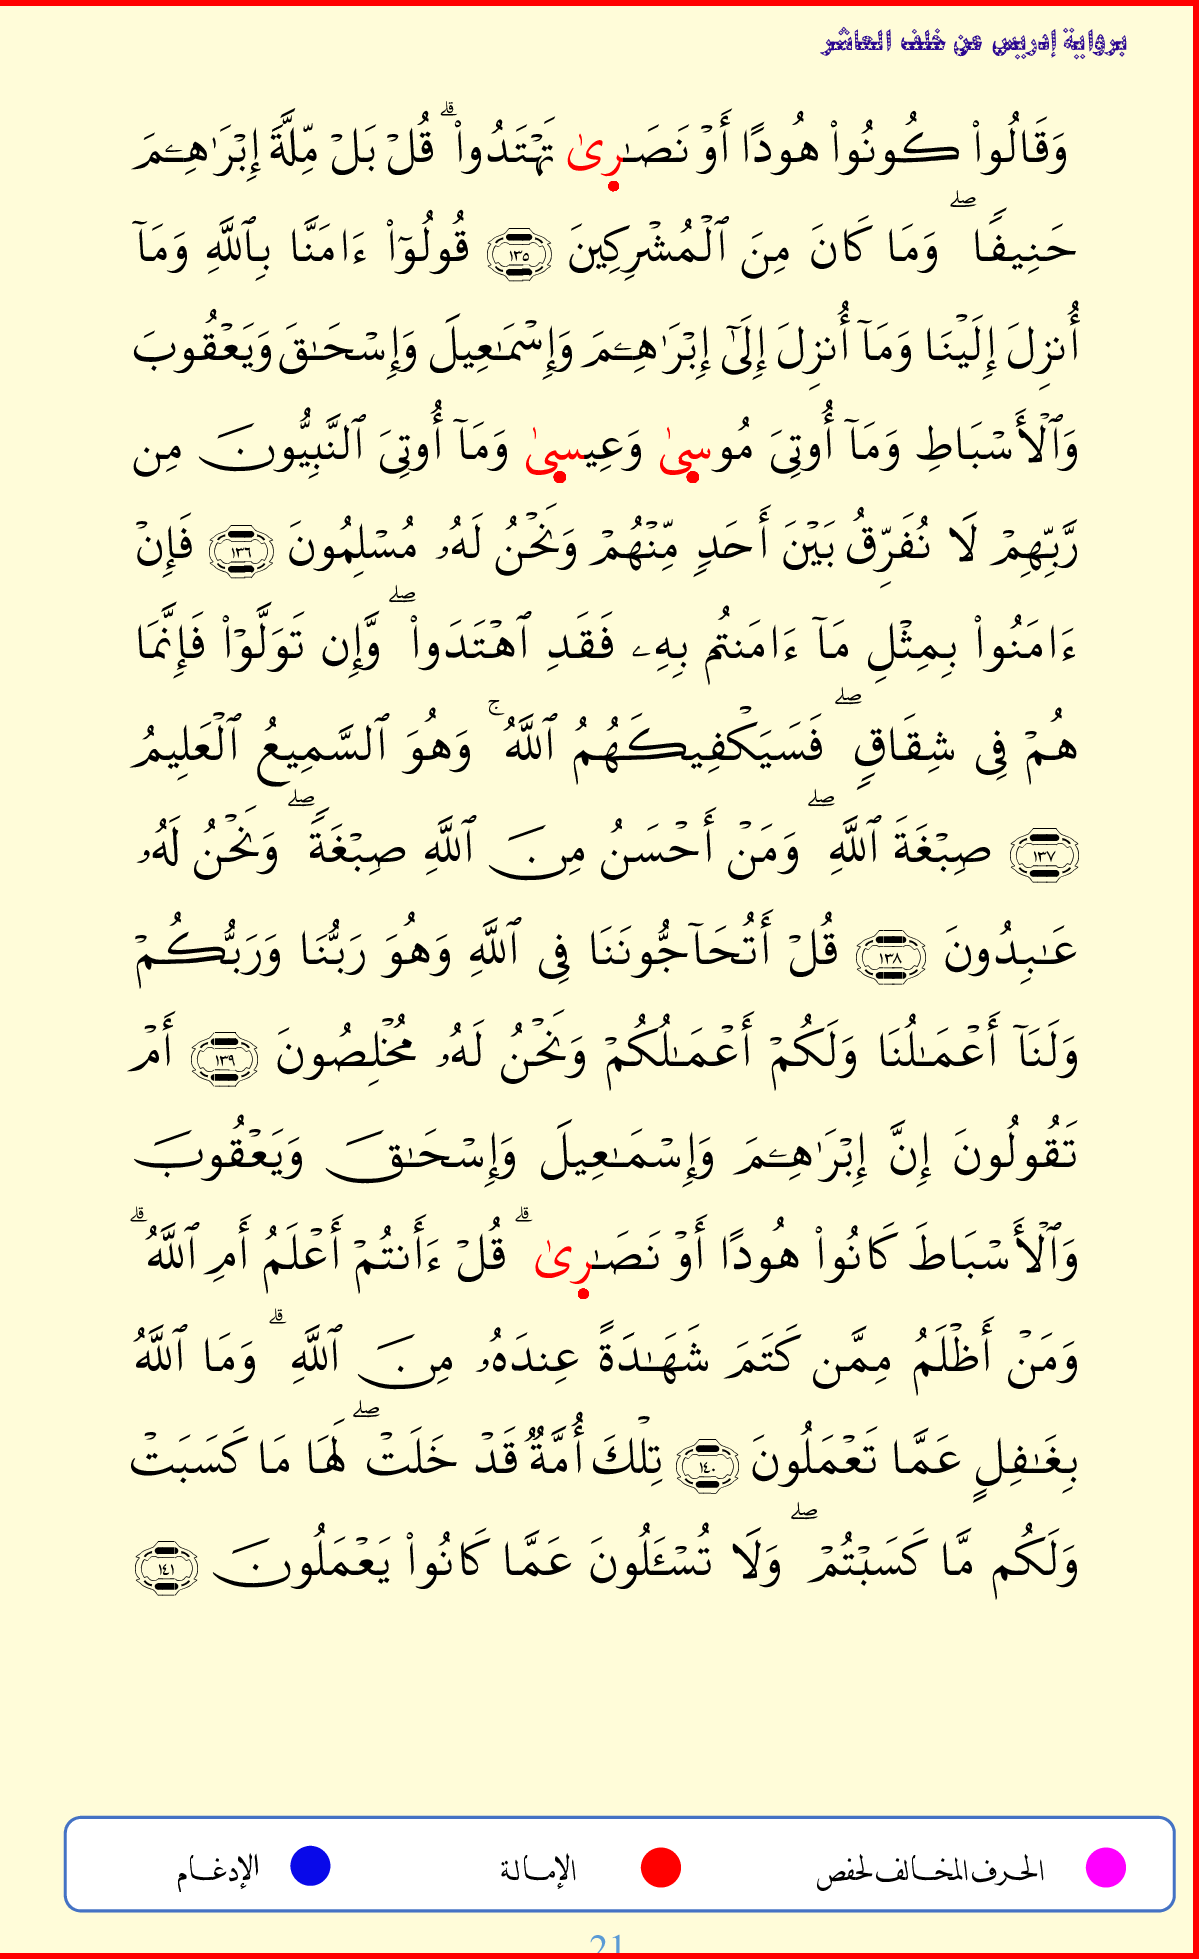 برواية إدريس عن خلف العاشر
وَقَالُوا۟ كُونُوا۟ هُودًا أَوْ نَصَـٰرِىٰ تَهْتَدُوا۟ ۗ قُلْ بَلْ مِلَّةَ إِبْرَٰهِـۧمَ
حَنِيفًا ۖ وَمَا كَانَ مِنَ ٱلْمُشْرِكِينَ ١٣٥ قُولُوٓا۟ ءَامَنَّا بِٱللَّهِ وَمَآ
أُنزِلَ إِلَيْنَا وَمَآ أُنزِلَ إِلَىٰٓ إِبْرَٰهِـۧمَ وَإِسْمَـٰعِيلَ وَإِسْحَـٰقَ وَيَعْقُوبَ
وَٱلْأَسْبَاطِ وَمَآ أُوتِىَ مُوسِىٰ وَعِيسِىٰ وَمَآ أُوتِىَ ٱلنَّبِيُّونَ مِن
رَّبِّهِمْ لَا نُفَرِّقُ بَيْنَ أَحَدٍ مِّنْهُمْ وَنَحْنُ لَهُۥ مُسْلِمُونَ ١٣٦ فَإِنْ
ءَامَنُوا۟ بِمِثْلِ مَآ ءَامَنتُم بِهِۦ فَقَدِ ٱهْتَدَوا۟ ۖ وَّإِن تَوَلَّوْا۟ فَإِنَّمَا
هُمْ فِى شِقَاقٍ ۖ فَسَيَكْفِيكَهُمُ ٱللَّهُ ۚ وَهُوَ ٱلسَّمِيعُ ٱلْعَلِيمُ
١٣٧ صِبْغَةَ ٱللَّهِ ۖ وَمَنْ أَحْسَنُ مِنَ ٱللَّهِ صِبْغَةً ۖ وَنَحْنُ لَهُۥ
عَـٰبِدُونَ ١٣٨ قُلْ أَتُحَآجُّونَنَا فِى ٱللَّهِ وَهُوَ رَبُّنَا وَرَبُّكُمْ
وَلَنَآ أَعْمَـٰلُنَا وَلَكُمْ أَعْمَـٰلُكُمْ وَنَحْنُ لَهُۥ مُخْلِصُونَ ١٣٩ أَمْ
تَقُولُونَ إِنَّ إِبْرَٰهِـۧمَ وَإِسْمَـٰعِيلَ وَإِسْحَـٰقَ وَيَعْقُوبَ
وَٱلْأَسْبَاطَ كَانُوا۟ هُودًا أَوْ نَصَـٰرِىٰ ۗ قُلْ ءَأَنتُمْ أَعْلَمُ أَمِ ٱللَّهُ ۗ
وَمَنْ أَظْلَمُ مِمَّن كَتَمَ شَهَـٰدَةً عِندَهُۥ مِنَ ٱللَّهِ ۗ وَمَا ٱللَّهُ
بِغَـٰفِلٍ عَمَّا تَعْمَلُونَ ١٤٠ تِلْكَ أُمَّةٌ قَدْ خَلَتْ ۖ لَهَا مَا كَسَبَتْ
وَلَكُم مَّا كَسَبْتُمْ ۖ وَلَا تُسْـَٔلُونَ عَمَّا كَانُوا۟ يَعْمَلُونَ ١٤١
الحرف المخالف لحفص الإمالة الإدغام
21